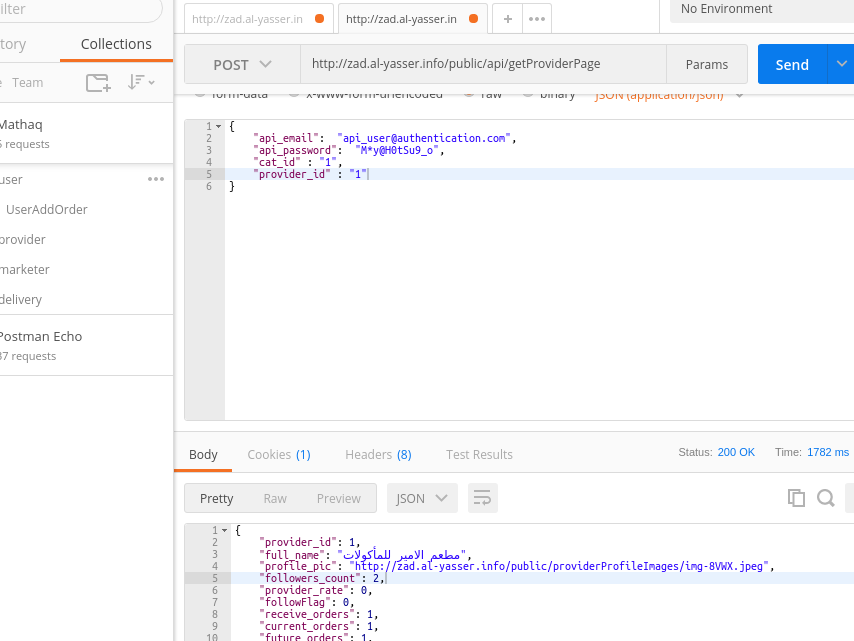 ilter
http://zad.al-yasser.in
http://zad.al-yasser.in
+
•••
No Environment
tory
Collections
POST
http://zad.al-yasser.info/public/api/getProviderPage
Params
Send
Team
form-data
x-www-form-urlencoded
raw
binary
JSON (application/json)
Mathaq
requests
user
•••
UserAddOrder
provider
marketer
delivery
Postman Echo
37 requests
1 {
2 "api_email": "api_user@authentication.com",
3 "api_password": "M*y@H0tSu9_o",
4 "cat_id" : "1",
5 "provider_id" : "1"
6 }
Body
Cookies (1)
Headers (8)
Test Results
Status: 200 OK
Time: 1782 ms
Pretty
Raw
Preview
JSON
1 {
2 "provider_id": 1,
3 "full_name": "مطعم الامير للمأكولات",
4 "profile_pic": "http://zad.al-yasser.info/public/providerProfileImages/img-8VWX.jpeg",
5 "followers_count": 2,
6 "provider_rate": 0,
7 "followFlag": 0,
8 "receive_orders": 1,
9 "current_orders": 1,
10 "future_orders": 1,